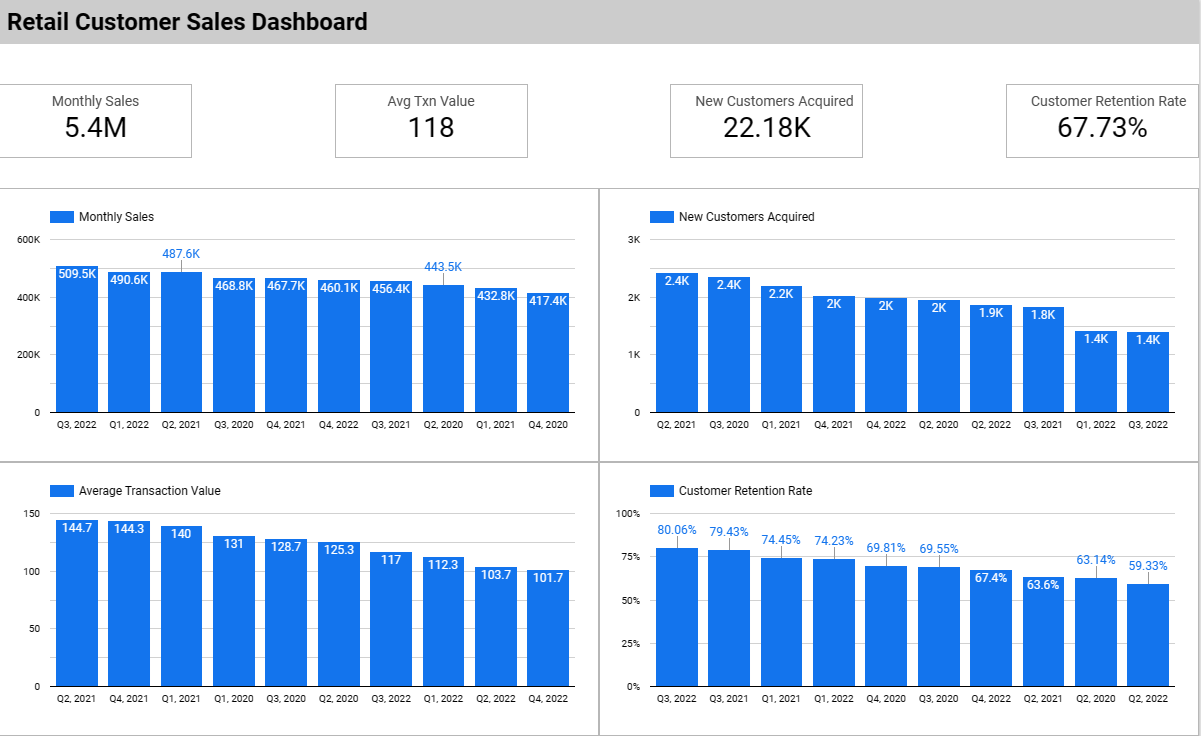 Retail Customer Sales Dashboard
Monthly Sales
5.4M
Avg Txn Value
118
New Customers Acquired
22.18K
Customer Retention Rate
67.73%
Monthly Sales
600K
400K
200K
0
509.5K 490.6K 487.6K 468.8K 467.7K 460.1K 456.4K 443.5K 432.8K 417.4K
Q3, 2022 Q1, 2022 Q2, 2021 Q3, 2020 Q4, 2021 Q4, 2022 Q3, 2021 Q2, 2020 Q1, 2021 Q4, 2020
New Customers Acquired
3K
2K
1K
0
2.4K 2.4K 2.2K 2K 2K 2K 1.9K 1.8K 1.4K 1.4K
Q2, 2021 Q3, 2020 Q1, 2021 Q4, 2021 Q4, 2022 Q2, 2020 Q2, 2022 Q3, 2021 Q1, 2022 Q3, 2022
Average Transaction Value
150
100
50
0
144.7 144.3 140 131 128.7 125.3 117 112.3 103.7 101.7
Q2, 2021 Q4, 2021 Q1, 2021 Q1, 2020 Q3, 2020 Q2, 2020 Q3, 2021 Q1, 2022 Q2, 2022 Q4, 2022
Customer Retention Rate
100%
75%
50%
25%
0%
80.06% 79.43% 74.45% 74.23% 69.81% 69.55% 67.4% 63.6% 63.14% 59.33%
Q3, 2022 Q3, 2021 Q1, 2021 Q1, 2022 Q4, 2020 Q3, 2020 Q4, 2022 Q2, 2021 Q2, 2020 Q2, 2022